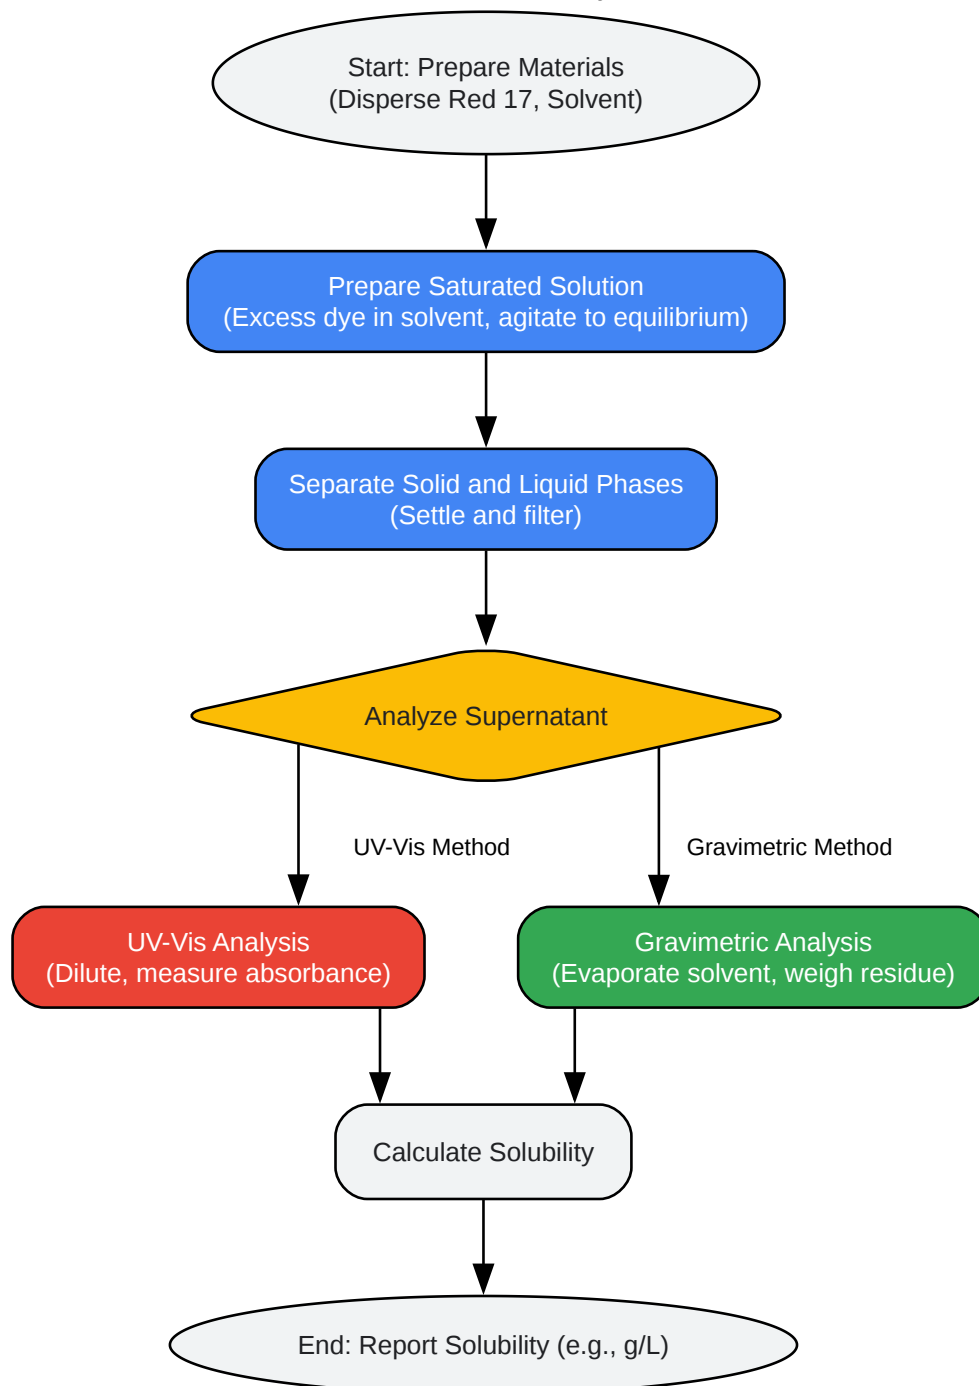 Start: Prepare Materials
(Disperse Red 17, Solvent)
Prepare Saturated Solution
(Excess dye in solvent, agitate to equilibrium)
Separate Solid and Liquid Phases
(Settle and filter)
Analyze Supernatant
UV-Vis Method
Gravimetric Method
UV-Vis Analysis
(Dilute, measure absorbance)
Gravimetric Analysis
(Evaporate solvent, weigh residue)
Calculate Solubility
End: Report Solubility (e.g., g/L)